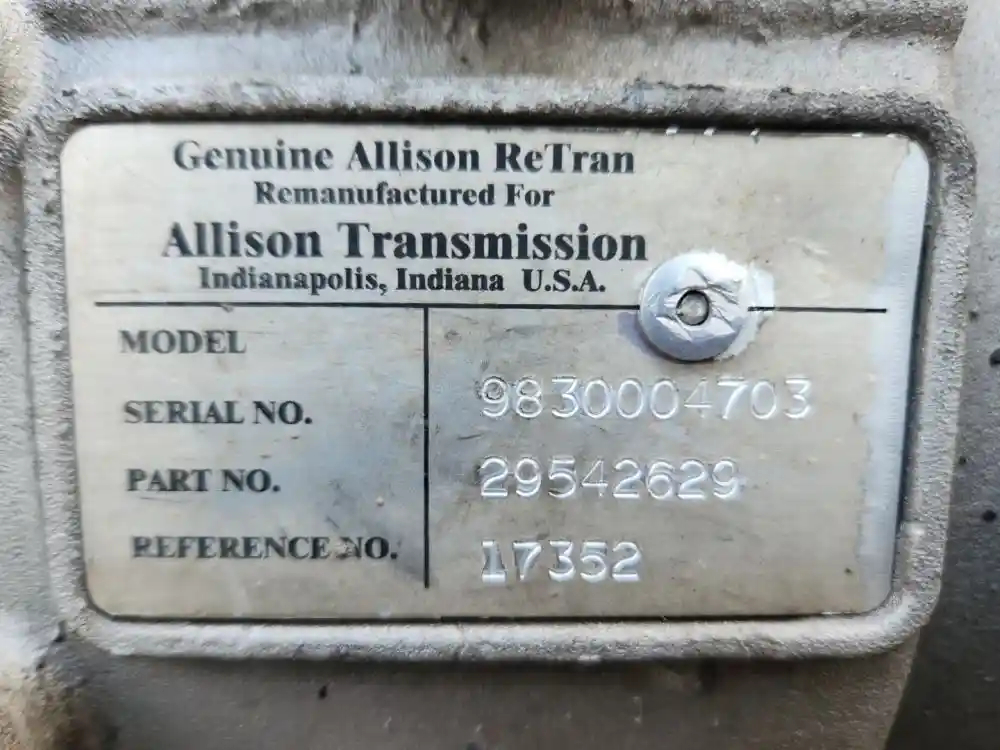 Genuine Allison ReTran
Remanufactured For
Allison Transmission
Indianapolis, Indiana U.S.A.
MODEL
SERIAL NO. 9830004703
PART NO. 29542629
REFERENCE NO. 17352